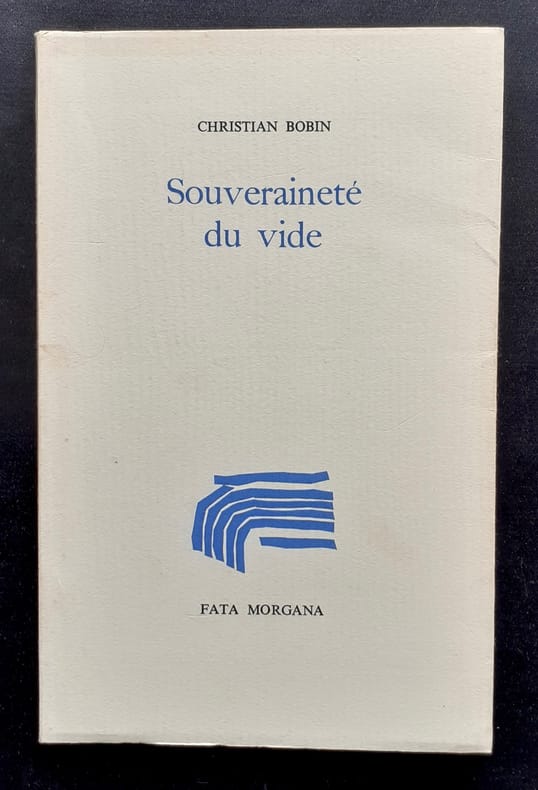 CHRISTIAN BOBIN
Souveraineté
du vide
FATA MORGANA